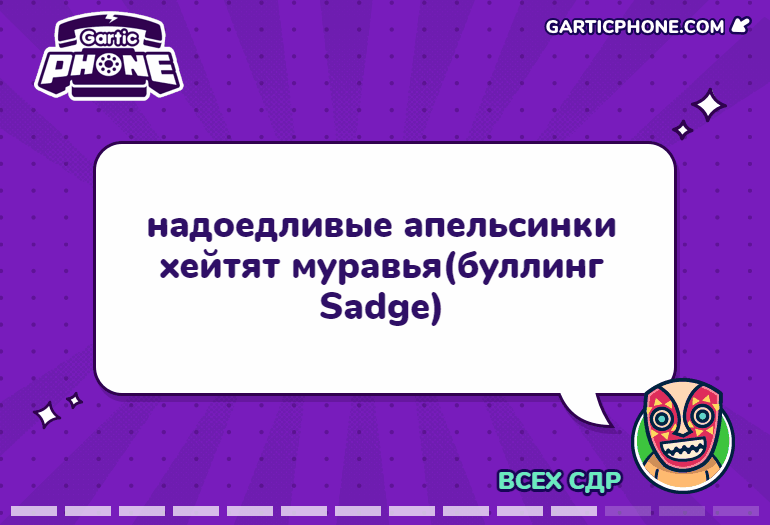 GARTICPHONE.COM
Gartic
PHONE
надоедливые апельсинки
хейтят муравья(буллинг
Sadge)
ВСЕХ СДР